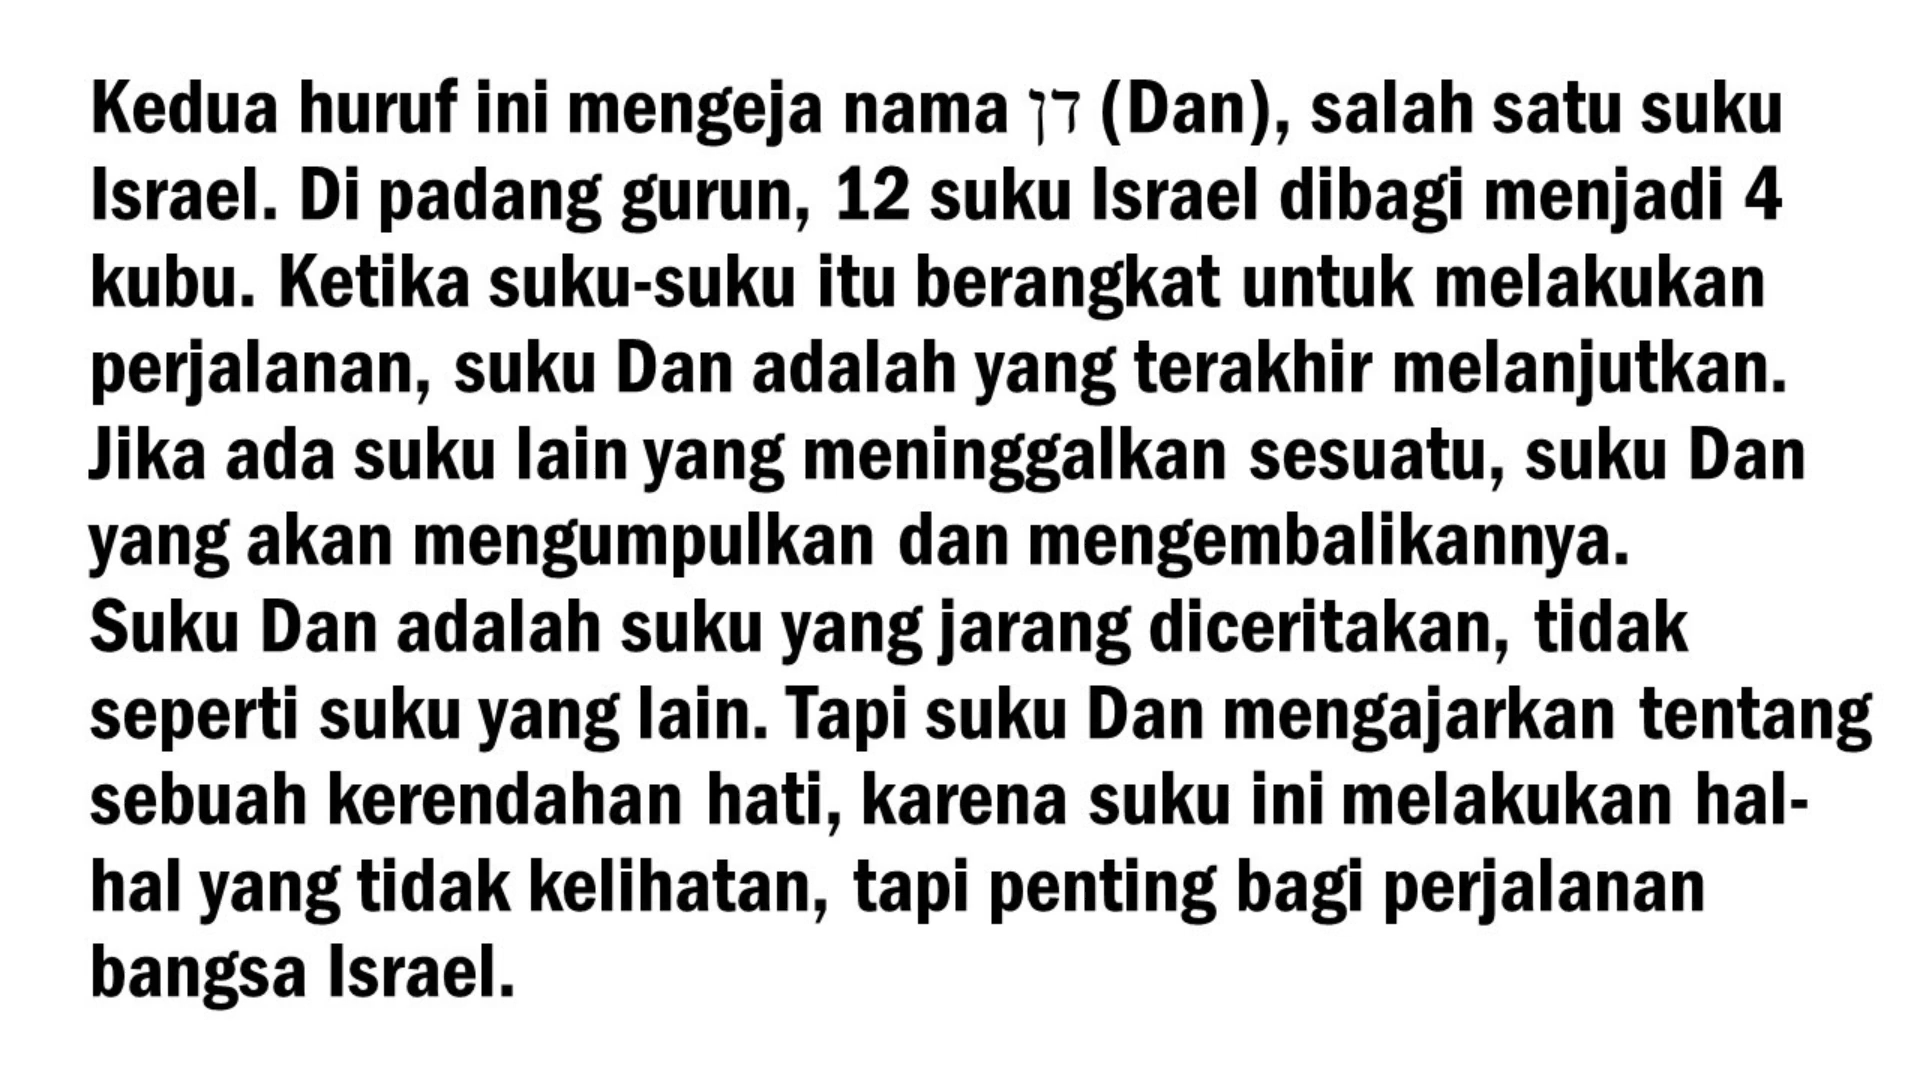 Kedua huruf ini mengeja nama דן (Dan), salah satu suku
Israel. Di padang gurun, 12 suku Israel dibagi menjadi 4
kubu. Ketika suku-suku itu berangkat untuk melakukan
perjalanan, suku Dan adalah yang terakhir melanjutkan.
Jika ada suku lain yang meninggalkan sesuatu, suku Dan
yang akan mengumpulkan dan mengembalikannya.
Suku Dan adalah suku yang jarang diceritakan, tidak
seperti suku yang lain. Tapi suku Dan mengajarkan tentang
sebuah kerendahan hati, karena suku ini melakukan hal-
hal yang tidak kelihatan, tapi penting bagi perjalanan
bangsa Israel.